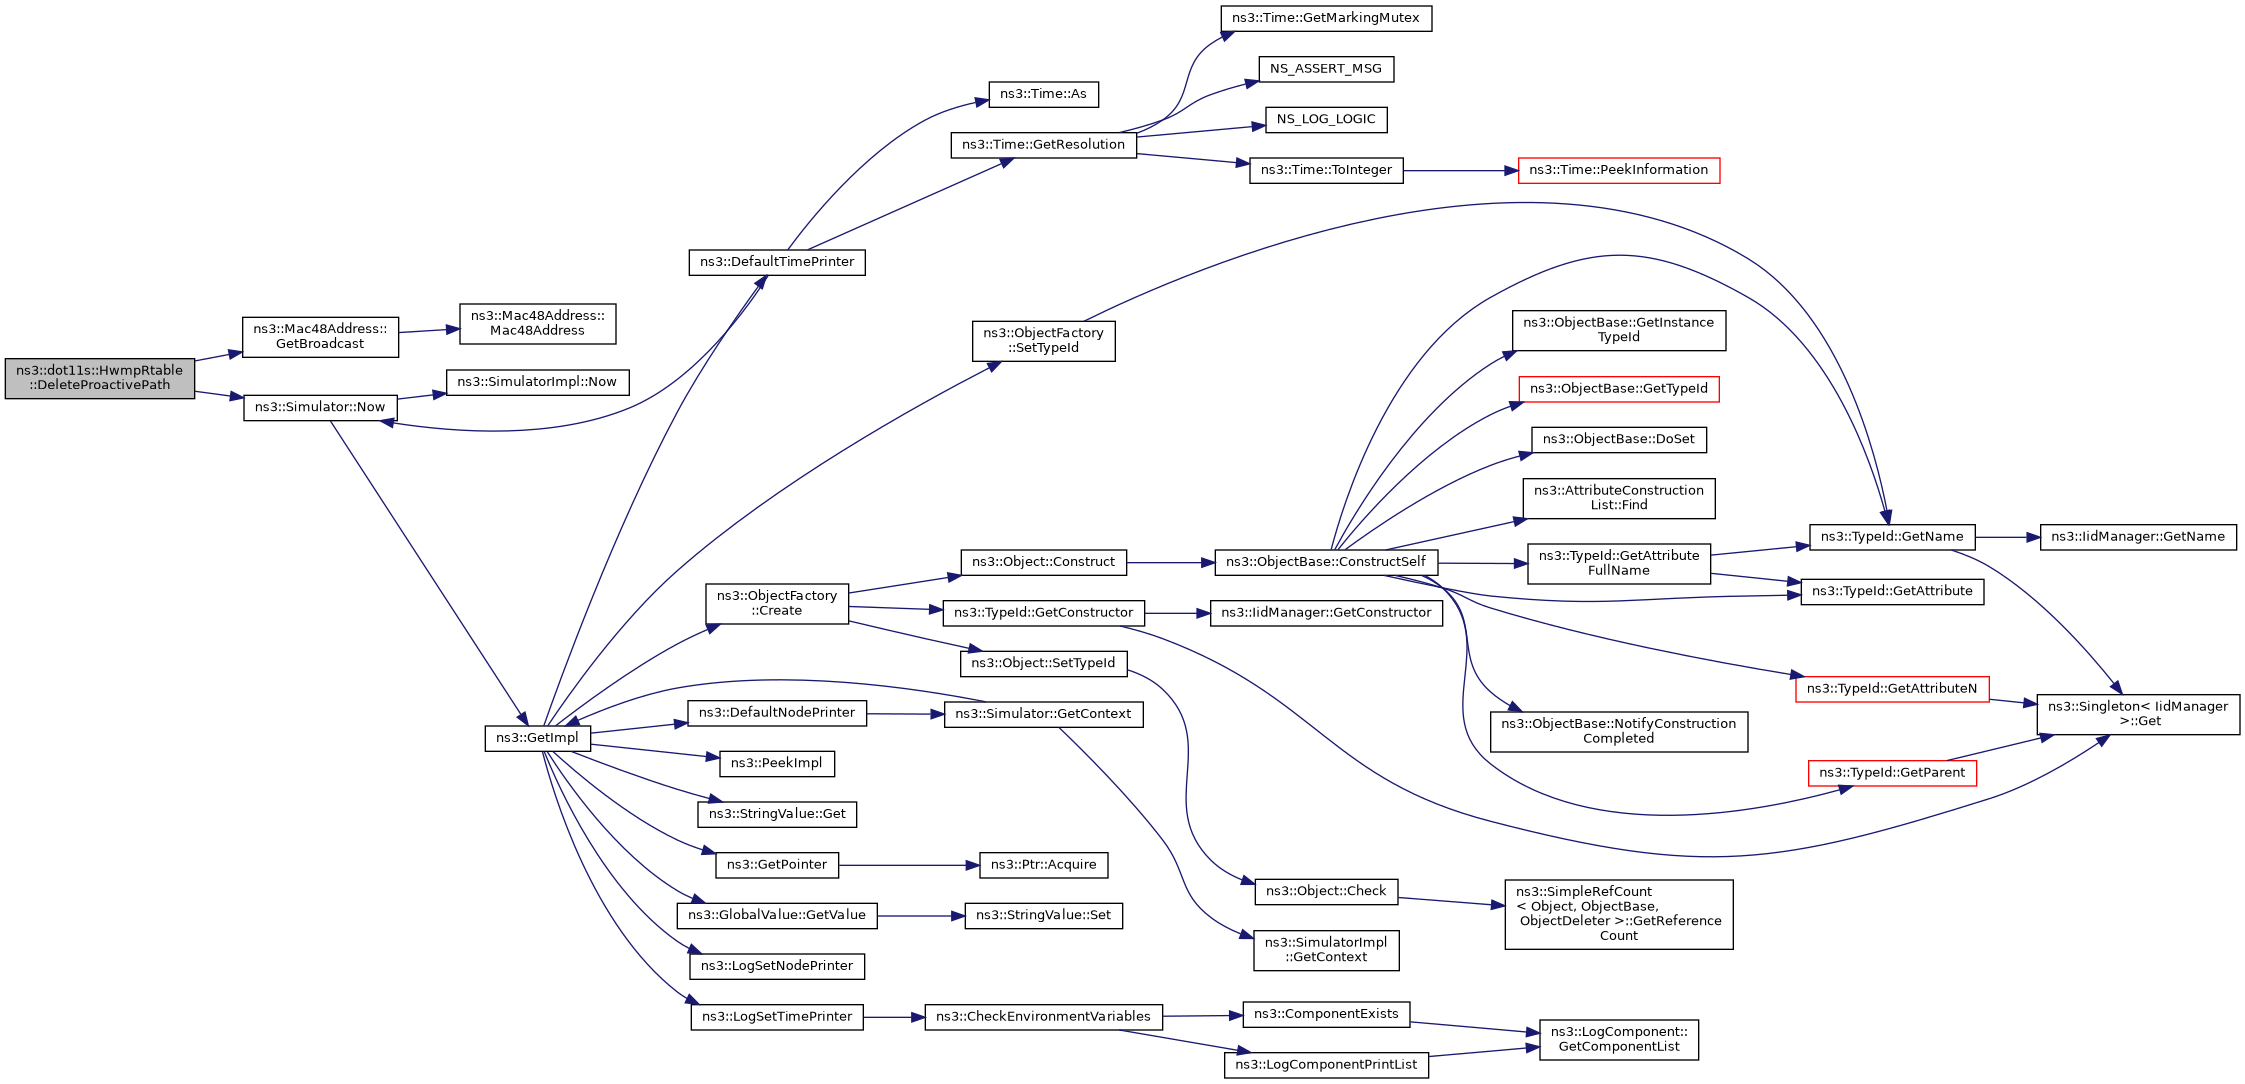 ns3::dot11s::HwmpRtable
::DeleteProactivePath
ns3::Mac48Address::
GetBroadcast
ns3::Mac48Address::
Mac48Address
ns3::Simulator::Now
ns3::SimulatorImpl::Now
ns3::GetImpl
ns3::DefaultTimePrinter
ns3::Time::As
ns3::Time::GetResolution
ns3::Time::GetMarkingMutex
NS_ASSERT_MSG
NS_LOG_LOGIC
ns3::Time::ToInteger
ns3::Time::PeekInformation
ns3::ObjectFactory
::SetTypeId
ns3::ObjectFactory
::Create
ns3::Object::Construct
ns3::TypeId::GetConstructor
ns3::Object::SetTypeId
ns3::ObjectBase::ConstructSelf
ns3::IidManager::GetConstructor
ns3::ObjectBase::GetInstance
TypeId
ns3::ObjectBase::GetTypeId
ns3::ObjectBase::DoSet
ns3::AttributeConstruction
List::Find
ns3::TypeId::GetAttribute
FullName
ns3::TypeId::GetName
ns3::IidManager::GetName
ns3::TypeId::GetAttribute
ns3::TypeId::GetAttributeN
ns3::ObjectBase::NotifyConstruction
Completed
ns3::TypeId::GetParent
ns3::Singleton< IidManager
>::Get
ns3::DefaultNodePrinter
ns3::Simulator::GetContext
ns3::PeekImpl
ns3::StringValue::Get
ns3::GetPointer
ns3::Ptr::Acquire
ns3::GlobalValue::GetValue
ns3::StringValue::Set
ns3::LogSetNodePrinter
ns3::Object::Check
ns3::SimpleRefCount
< Object, ObjectBase,
ObjectDeleter >::GetReference
Count
ns3::SimulatorImpl
::GetContext
ns3::LogSetTimePrinter
ns3::CheckEnvironmentVariables
ns3::ComponentExists
ns3::LogComponentPrintList
ns3::LogComponent::
GetComponentList